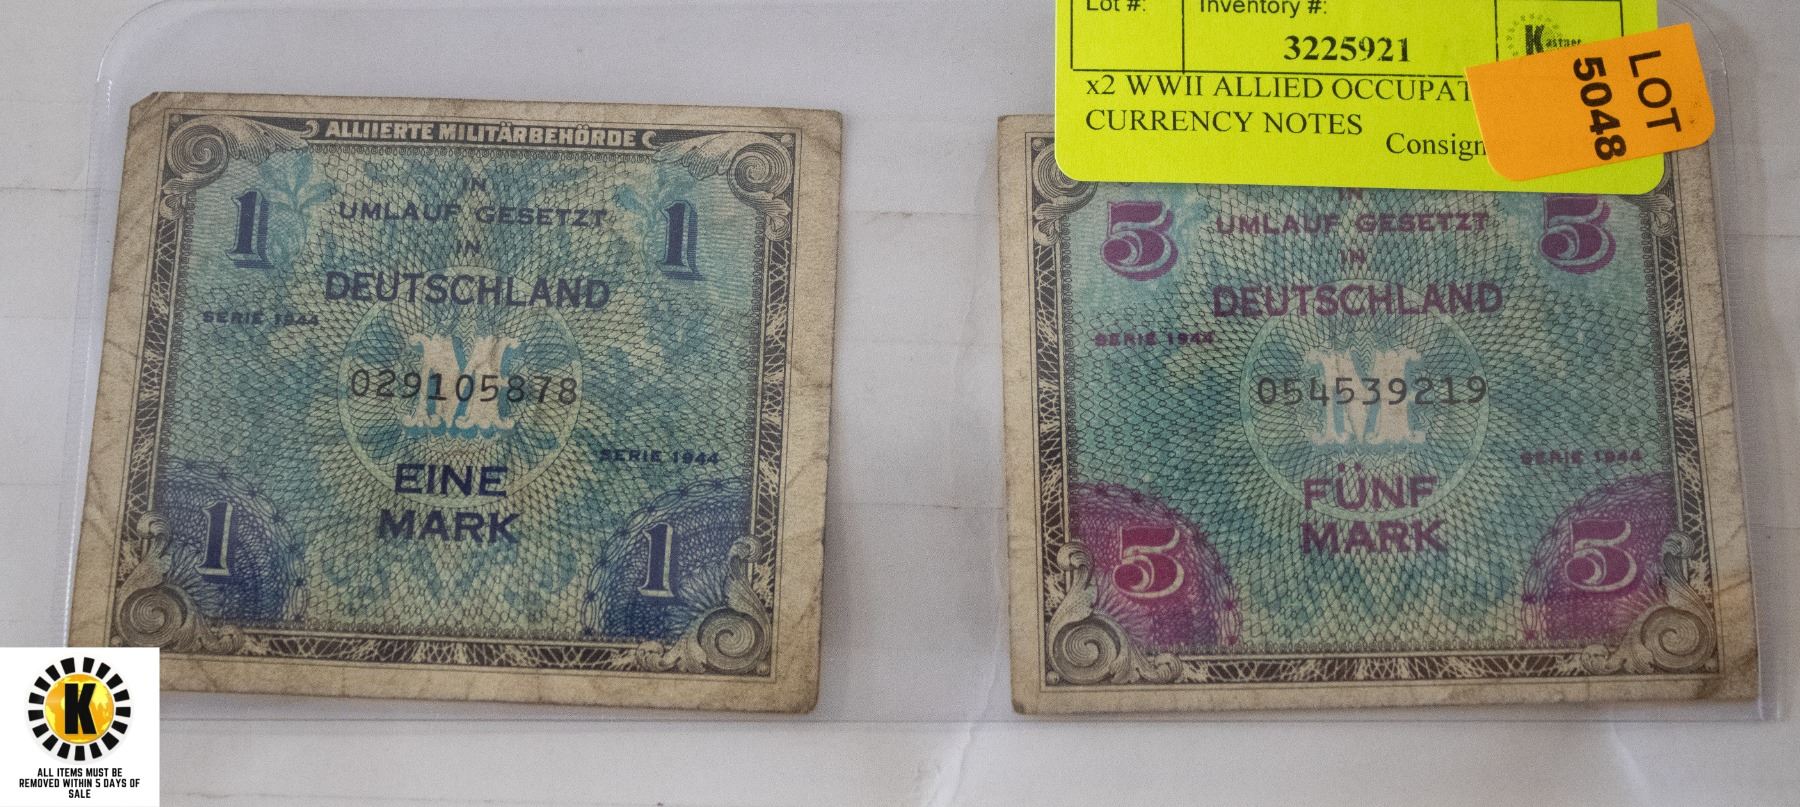 ALLIIERTE MILITÄRBEHÖRDE
IN
UMLAUF GESETZT
IN
DEUTSCHLAND
1
1
SERIE 1944
M
029105878
SERIE 1944
EINE
MARK
1
1
Lot #:
Inventory #:
3225921
Kastner
x2 WWII ALLIED
CURRENCY NOTES
LOT
5048
IN
UMLAUF GESETZT
IN
DEUTSCHLAND
5
5
SERIE 1944
M
054539219
SERIE 1944
FÜNF
MARK
5
5
K
ALL ITEMS MUST BE
REMOVED WITHIN 5 DAYS OF
SALE